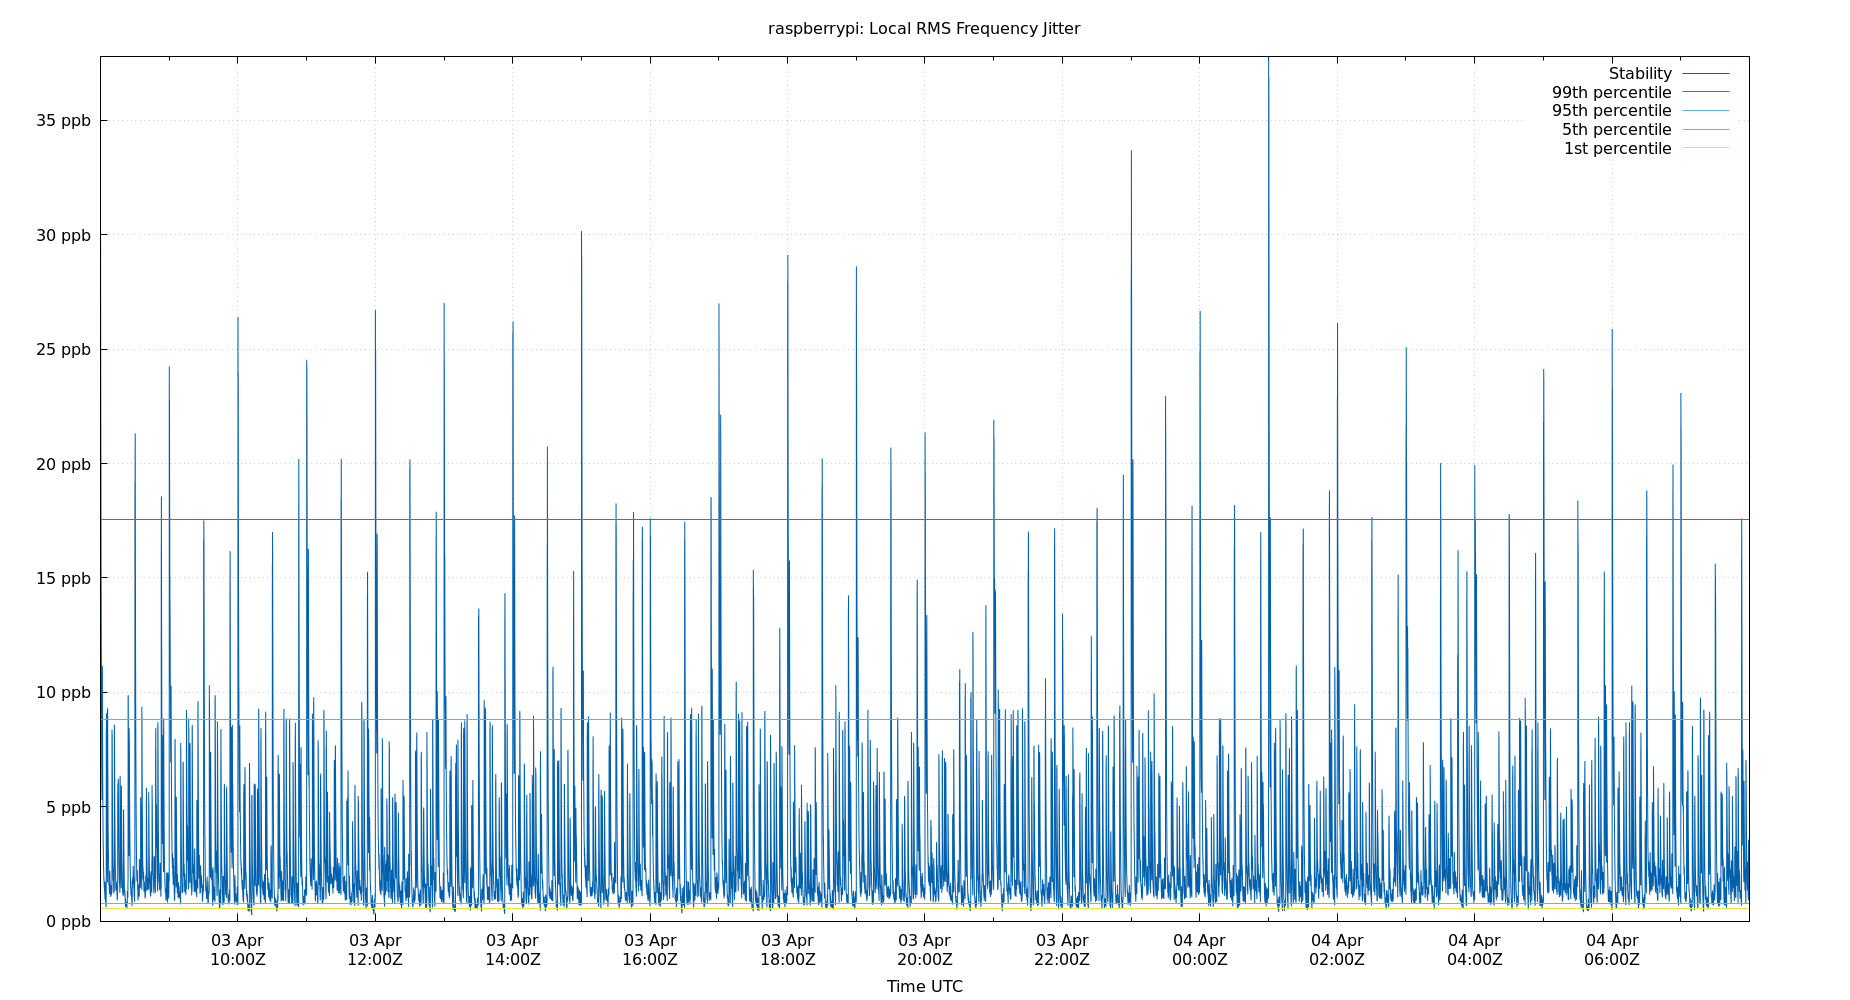 raspberrypi: Local RMS Frequency Jitter
Stability
99th percentile
95th percentile
5th percentile
1st percentile
35 ppb
30 ppb
25 ppb
20 ppb
15 ppb
10 ppb
5 ppb
0 ppb
03 Apr 03 Apr 03 Apr 03 Apr 03 Apr 03 Apr 03 Apr 04 Apr 04 Apr 04 Apr 04 Apr
10:00Z 12:00Z 14:00Z 16:00Z 18:00Z 20:00Z 22:00Z 00:00Z 02:00Z 04:00Z 06:00Z
Time UTC